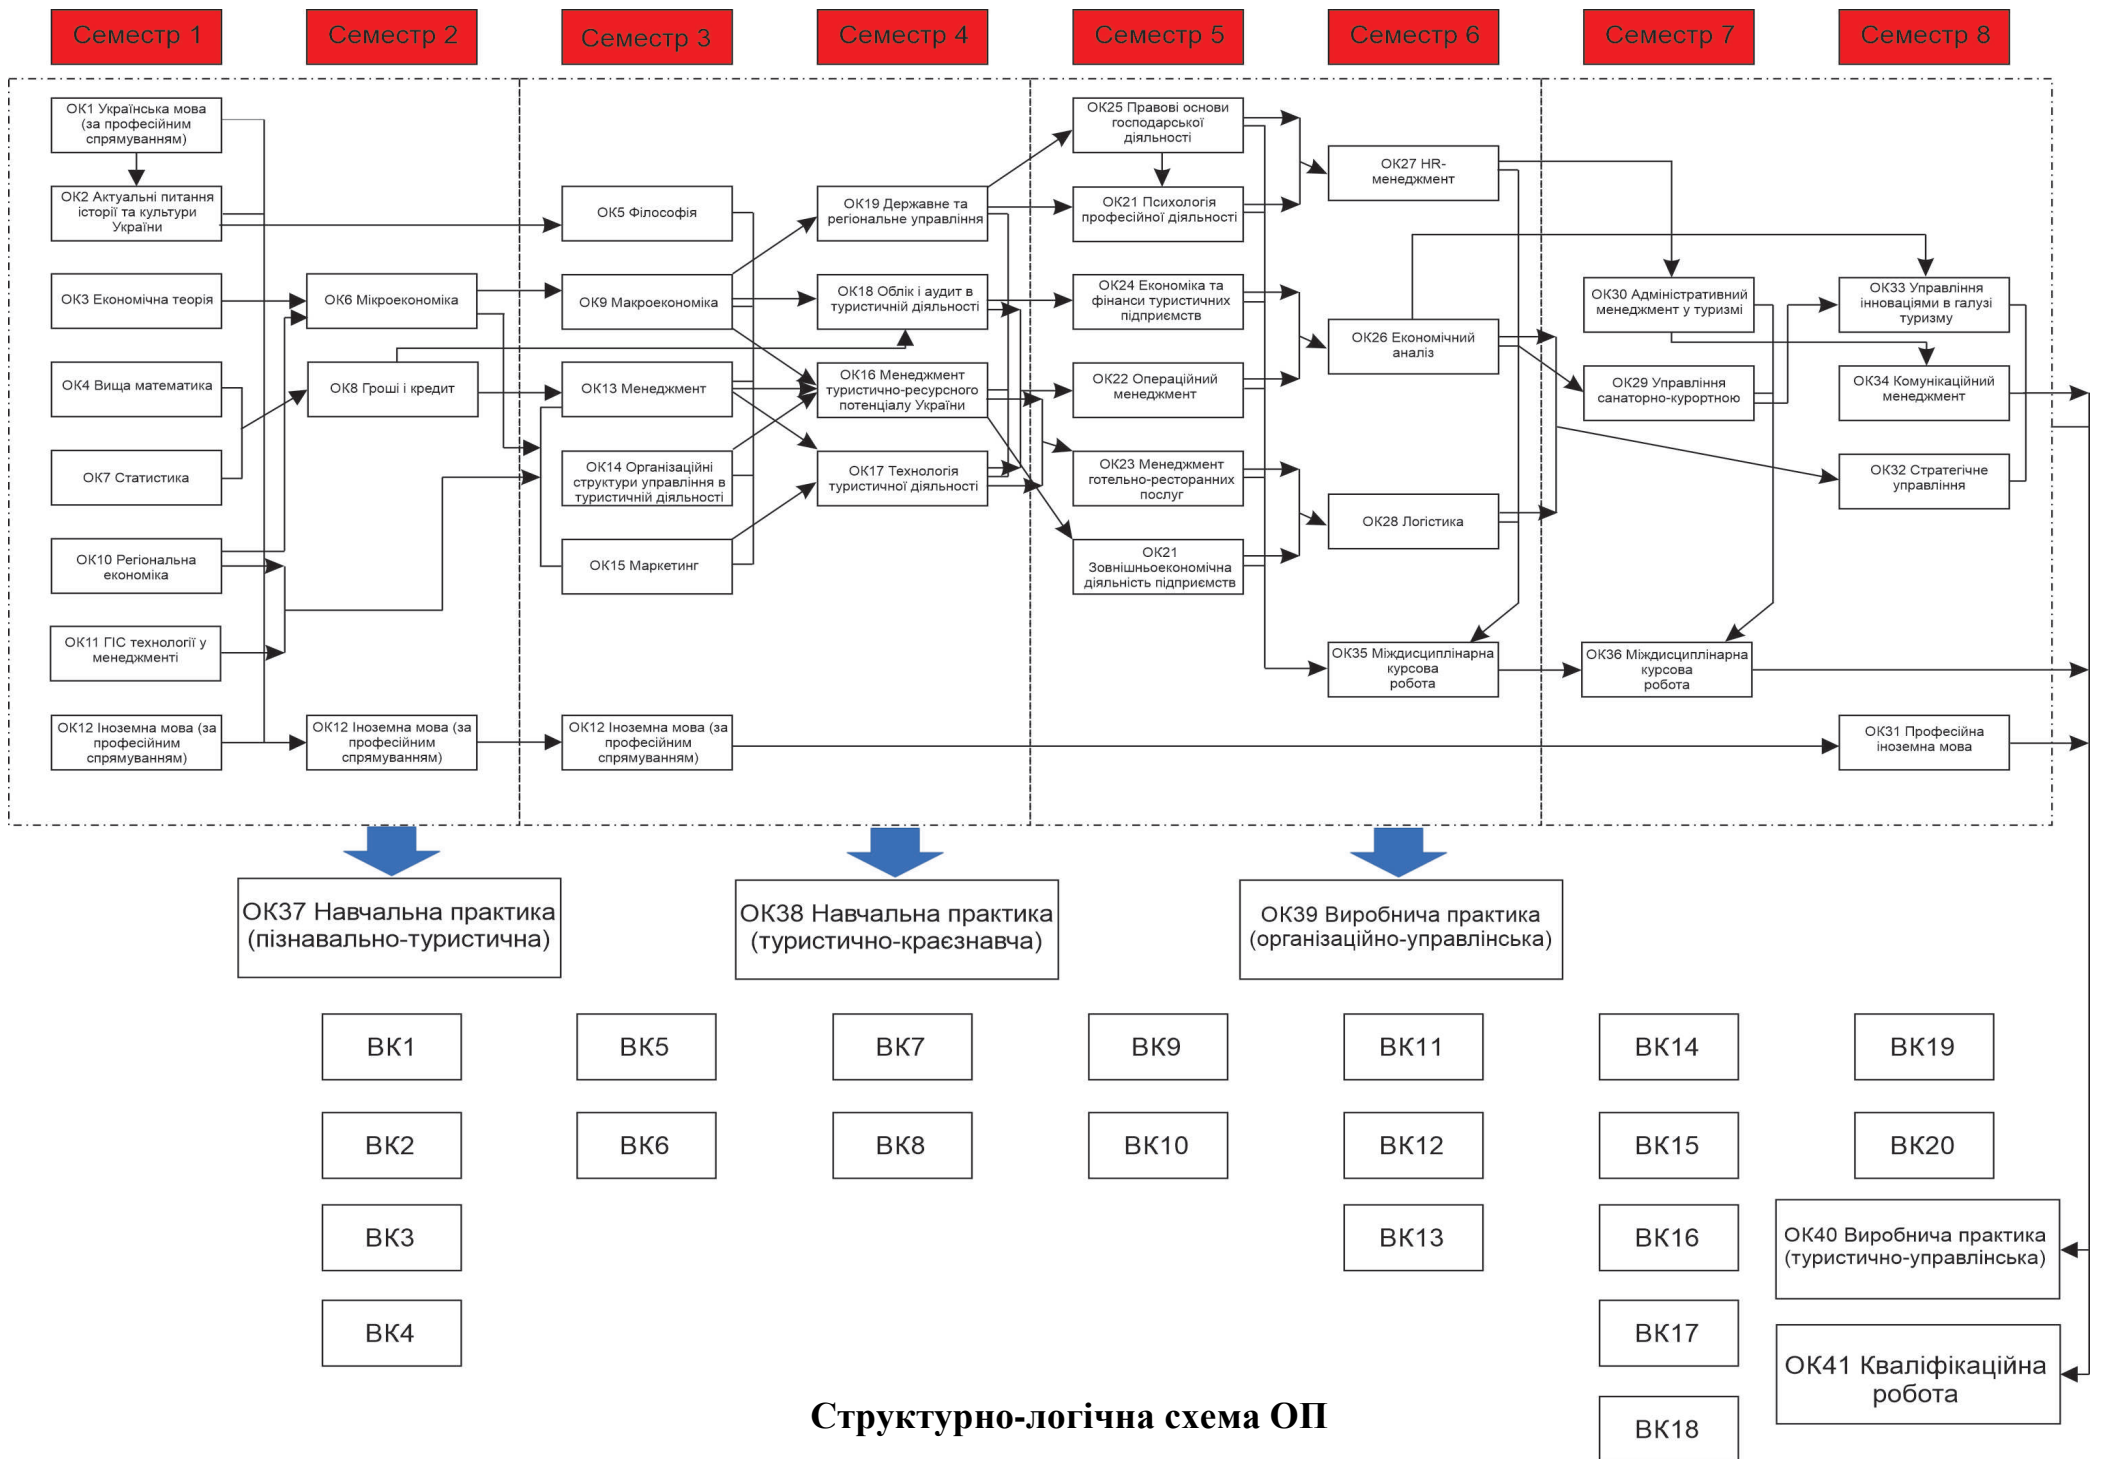 Семестр 1
Семестр 2
Семестр 3
Семестр 4
Семестр 5
Семестр 6
Семестр 7
Семестр 8
ОК1 Українська мова
(за професійним
спрямуванням)
ОК2 Актуальні питання
історії та культури
України
ОК3 Економічна теорія
ОК4 Вища математика
ОК7 Статистика
ОК10 Регіональна
економіка
ОК11 ГІС технології у
менеджменті
ОК12 Іноземна мова (за
професійним
спрямуванням)
ОК6 Мікроекономіка
ОК8 Гроші і кредит
ОК12 Іноземна мова (за
професійним
спрямуванням)
ОК5 Філософія
ОК9 Макроекономіка
ОК13 Менеджмент
ОК14 Організаційні
структури управління в
туристичній діяльності
ОК15 Маркетинг
ОК12 Іноземна мова (за
професійним
спрямуванням)
ОК19 Державне та
регіональне управління
ОК18 Облік і аудит в
туристичній діяльності
ОК16 Менеджмент
туристично-ресурсного
потенціалу України
ОК17 Технологія
туристичної діяльності
ОК25 Правові основи
господарської
діяльності
ОК21 Психологія
професійної діяльності
ОК24 Економіка та
фінанси туристичних
підприємств
ОК22 Операційний
менеджмент
ОК23 Менеджмент
готельно-ресторанних
послуг
ОК21
Зовнішньоекономічна
діяльність підприємств
ОК27 HR-
менеджмент
ОК26 Економічний
аналіз
ОК28 Логістика
ОК35 Міждисциплінарна
курсова
робота
ОК30 Адміністративний
менеджмент у туризмі
ОК29 Управління
санаторно-курортною
ОК36 Міждисциплінарна
курсова
робота
ОК33 Управління
інноваціями в галузі
туризму
ОК34 Комунікаційний
менеджмент
ОК32 Стратегічне
управління
ОК31 Професійна
іноземна мова
ОК37 Навчальна практика
(пізнавально-туристична)
ОК38 Навчальна практика
(туристично-краєзнавча)
ОК39 Виробнича практика
(організаційно-управлінська)
ВК1
ВК5
ВК7
ВК9
ВК11
ВК14
ВК19
ВК2
ВК6
ВК8
ВК10
ВК12
ВК15
ВК20
ВК3
ВК13
ВК16
ОК40 Виробнича практика
(туристично-управлінська)
ВК4
ВК17
ОК41 Кваліфікаційна
робота
ВК18
Структурно-логічна схема ОП